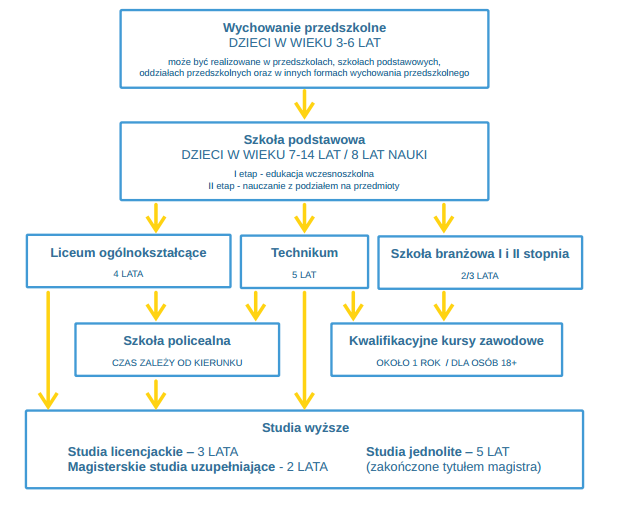 Wychowanie przedszkolne
DZIECI W WIEKU 3-6 LAT
może być realizowane w przedszkolach, szkołach podstawowych,
oddziałach przedszkolnych oraz w innych formach wychowania przedszkolnego
Szkoła podstawowa
DZIECI W WIEKU 7-14 LAT / 8 LAT NAUKI
I etap - edukacja wczesnoszkolna
II etap - nauczanie z podziałem na przedmioty
Liceum ogólnokształcące
4 LATA
Technikum
5 LAT
Szkoła branżowa I i II stopnia
2/3 LATA
Szkoła policealna
CZAS ZALEŻY OD KIERUNKU
Kwalifikacyjne kursy zawodowe
OKOŁO 1 ROK / DLA OSÓB 18+
Studia wyższe
Studia licencjackie – 3 LATA
Magisterskie studia uzupełniające - 2 LATA
Studia jednolite – 5 LAT
(zakończone tytułem magistra)